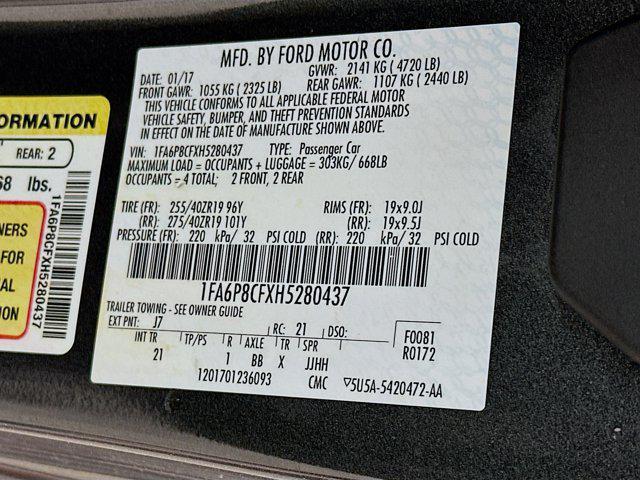 MFD. BY FORD MOTOR CO.
DATE: 01/17 GVWR: 2141 KG ( 4720 LB)
FRONT GAWR: 1055 KG ( 2325 LB) REAR GAWR: 1107 KG ( 2440 LB)
THIS VEHICLE CONFORMS TO ALL APPLICABLE FEDERAL MOTOR
VEHICLE SAFETY, BUMPER, AND THEFT PREVENTION STANDARDS
IN EFFECT ON THE DATE OF MANUFACTURE SHOWN ABOVE.
VIN: 1FA6P8CFXH5280437 TYPE: Passenger Car
MAXIMUM LOAD = OCCUPANTS + LUGGAGE = 303KG/ 668LB
OCCUPANTS = 4 TOTAL; 2 FRONT, 2 REAR
TIRE (FR): 255/40ZR19 96Y RIMS (FR): 19x9.0J
(RR): 275/40ZR19 101Y (RR): 19x9.5J
PRESSURE (FR): 220 kPa/ 32 PSI COLD (RR): 220 kPa/ 32 PSI COLD
1FA6P8CFXH5280437
TRAILER TOWING - SEE OWNER GUIDE
EXT PNT: J7 RC: 21 DSO: F0081
INT TR TP/PS R AXLE TR SPR R0172
21 1 BB X JJHH
1201701236093 CMC 5U5A-5420472-AA
ORMATION
REAR: 2
68 lbs.
NERS
FOR
AL
ION
1FA6P8CFXH5280437